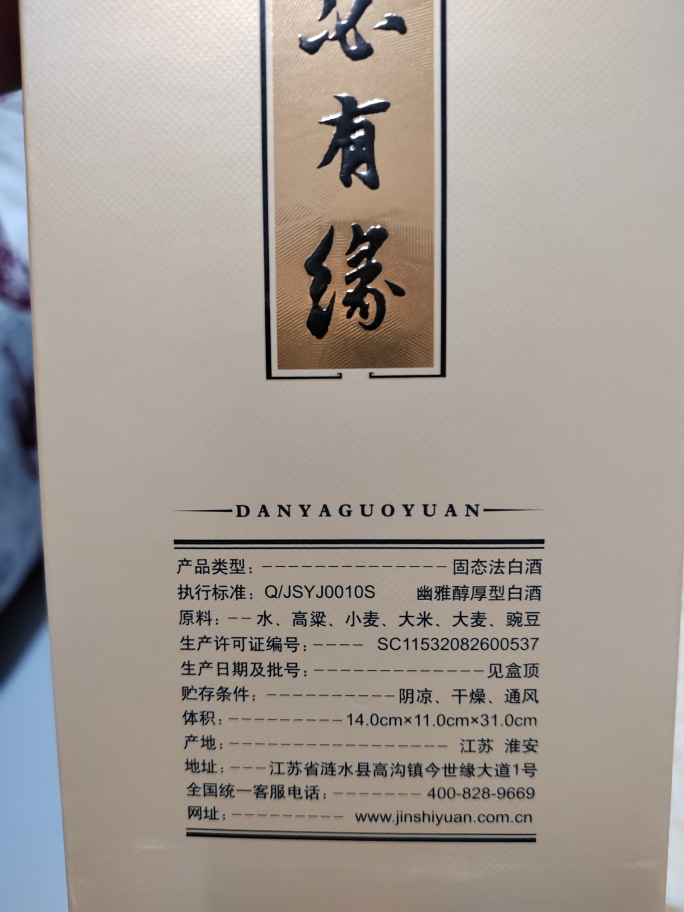 必
有
缘
DANYAGUOYUAN
产品类型:--------------固态法白酒
执行标准: Q/JSYJ0010S 幽雅醇厚型白酒
原料:--水、高粱、小麦、大米、大麦、豌豆
生产许可证编号:---- SC11532082600537
生产日期及批号:-------------见盒顶
贮存条件:----------阴凉、干燥、通风
体积:---------14.0cm×11.0cm×31.0cm
产地:----------------- 江苏 淮安
地址:---江苏省涟水县高沟镇今世缘大道1号
全国统一客服电话:------- 400-828-9669
网址:--------- www.jinshiyuan.com.cn